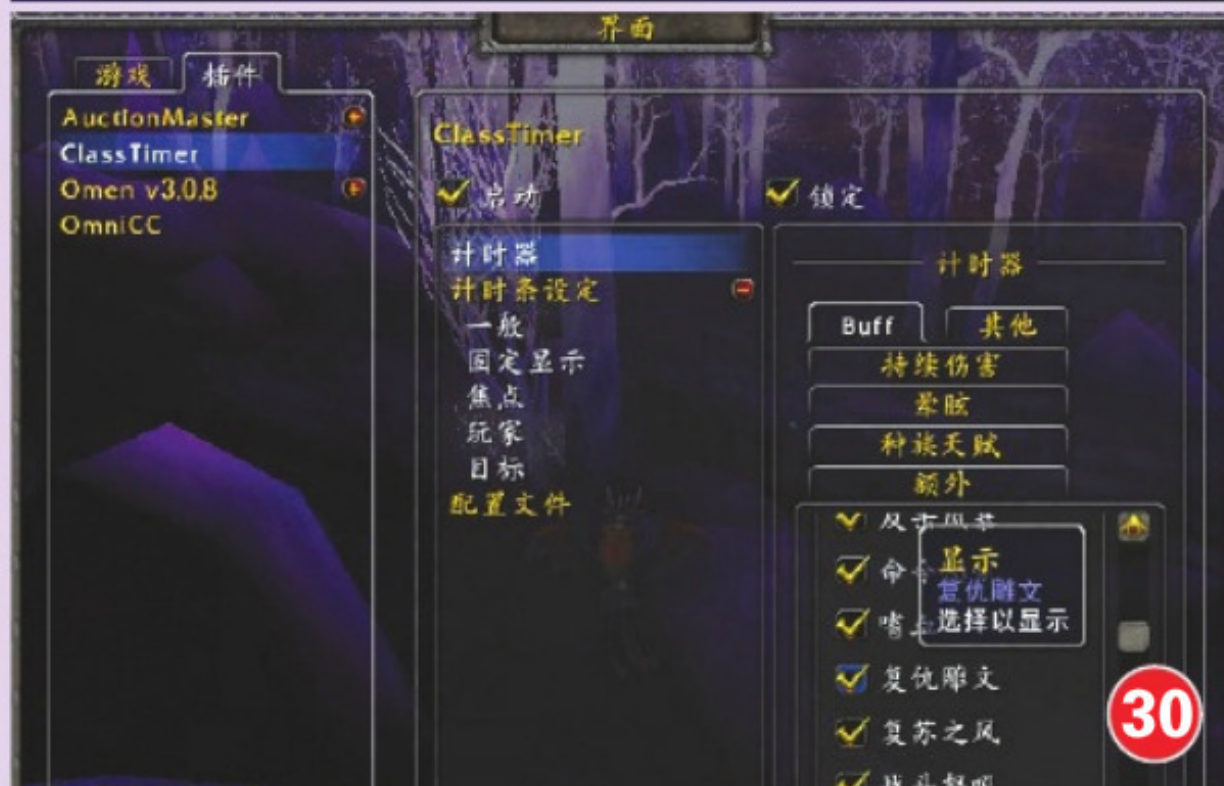 界面
游戏 插件
AuctionMaster
ClassTimer
Omen v3.0.8
OmniCC
ClassTimer
启动 锁定
计时器
计时条设定
一般
固定显示
焦点
玩家
目标
配置文件
计时器
Buff 其他
持续伤害
晕眩
种族天赋
额外
命令
显示
复仇雕文
选择以显示
嗜血
复仇雕文
复苏之风
30